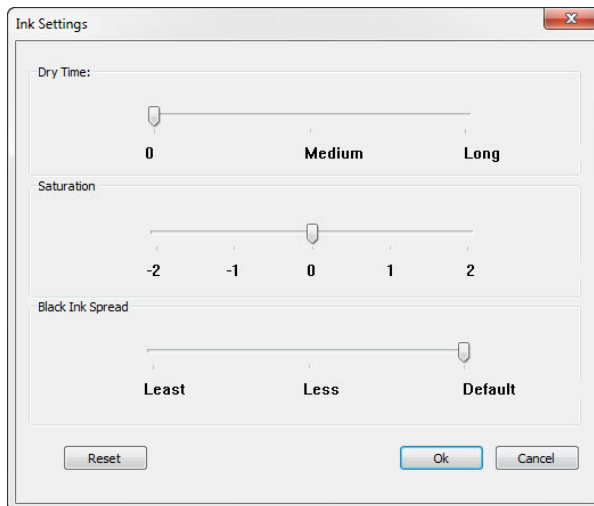 Ink Settings
Dry Time:
0 Medium Long
Saturation
-2 -1 0 1 2
Black Ink Spread
Least Less Default
Reset Ok Cancel